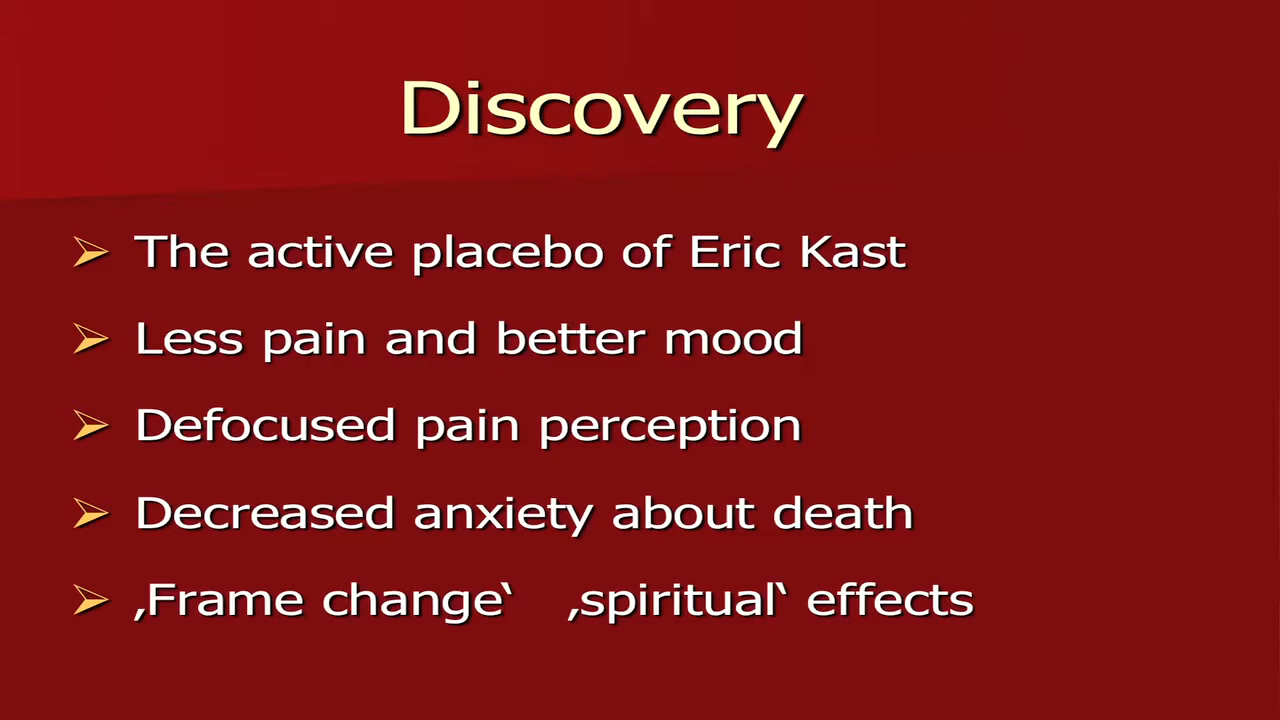 Discovery
The active placebo of Eric Kast
Less pain and better mood
Defocused pain perception
Decreased anxiety about death
‚Frame change‘ ‚spiritual‘ effects